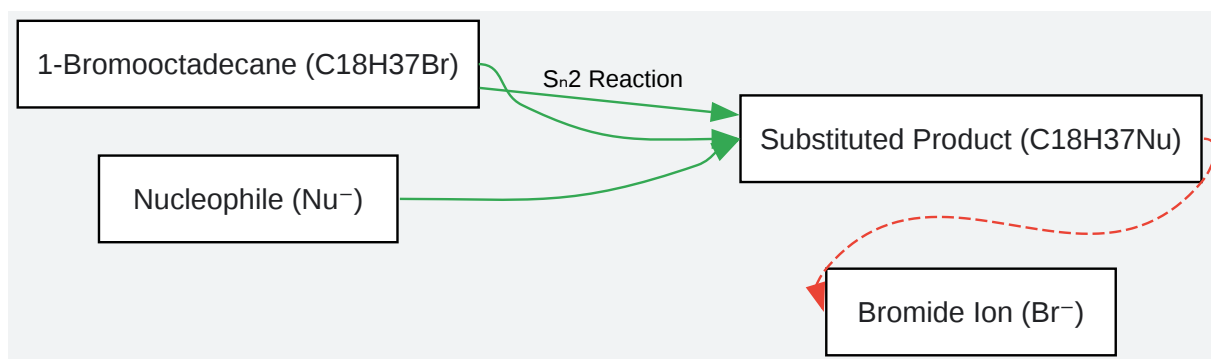 1-Bromooctadecane (C18H37Br)
Sₙ2 Reaction
Substituted Product (C18H37Nu)
Nucleophile (Nu⁻)
Bromide Ion (Br⁻)